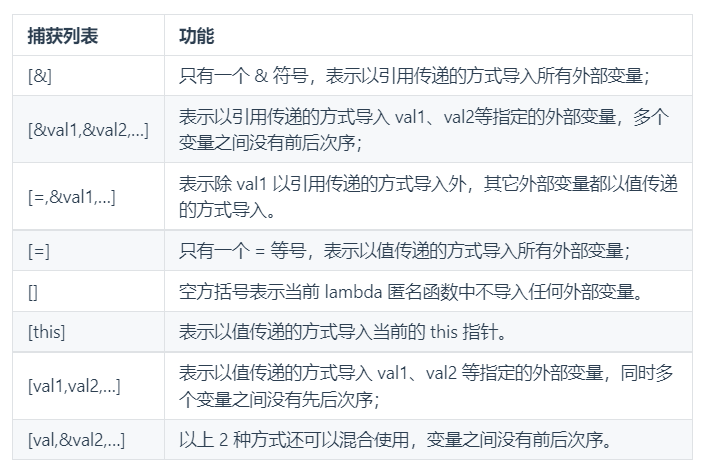 捕获列表 功能
[&] 只有一个 & 符号，表示以引用传递的方式导入所有外部变量；
[&val1,&val2,...] 表示以引用传递的方式导入 val1、val2等指定的外部变量，多个
变量之间没有前后次序；
[=,&val1,...] 表示除 val1 以引用传递的方式导入外，其它外部变量都以值传递
的方式导入。
[=] 只有一个 = 等号，表示以值传递的方式导入所有外部变量；
[] 空方括号表示当前 lambda 匿名函数中不导入任何外部变量。
[this] 表示以值传递的方式导入当前的 this 指针。
[val1,val2,...] 表示以值传递的方式导入 val1、val2 等指定的外部变量，同时多
个变量之间没有先后次序；
[val,&val2,...] 以上 2 种方式还可以混合使用，变量之间没有前后次序。